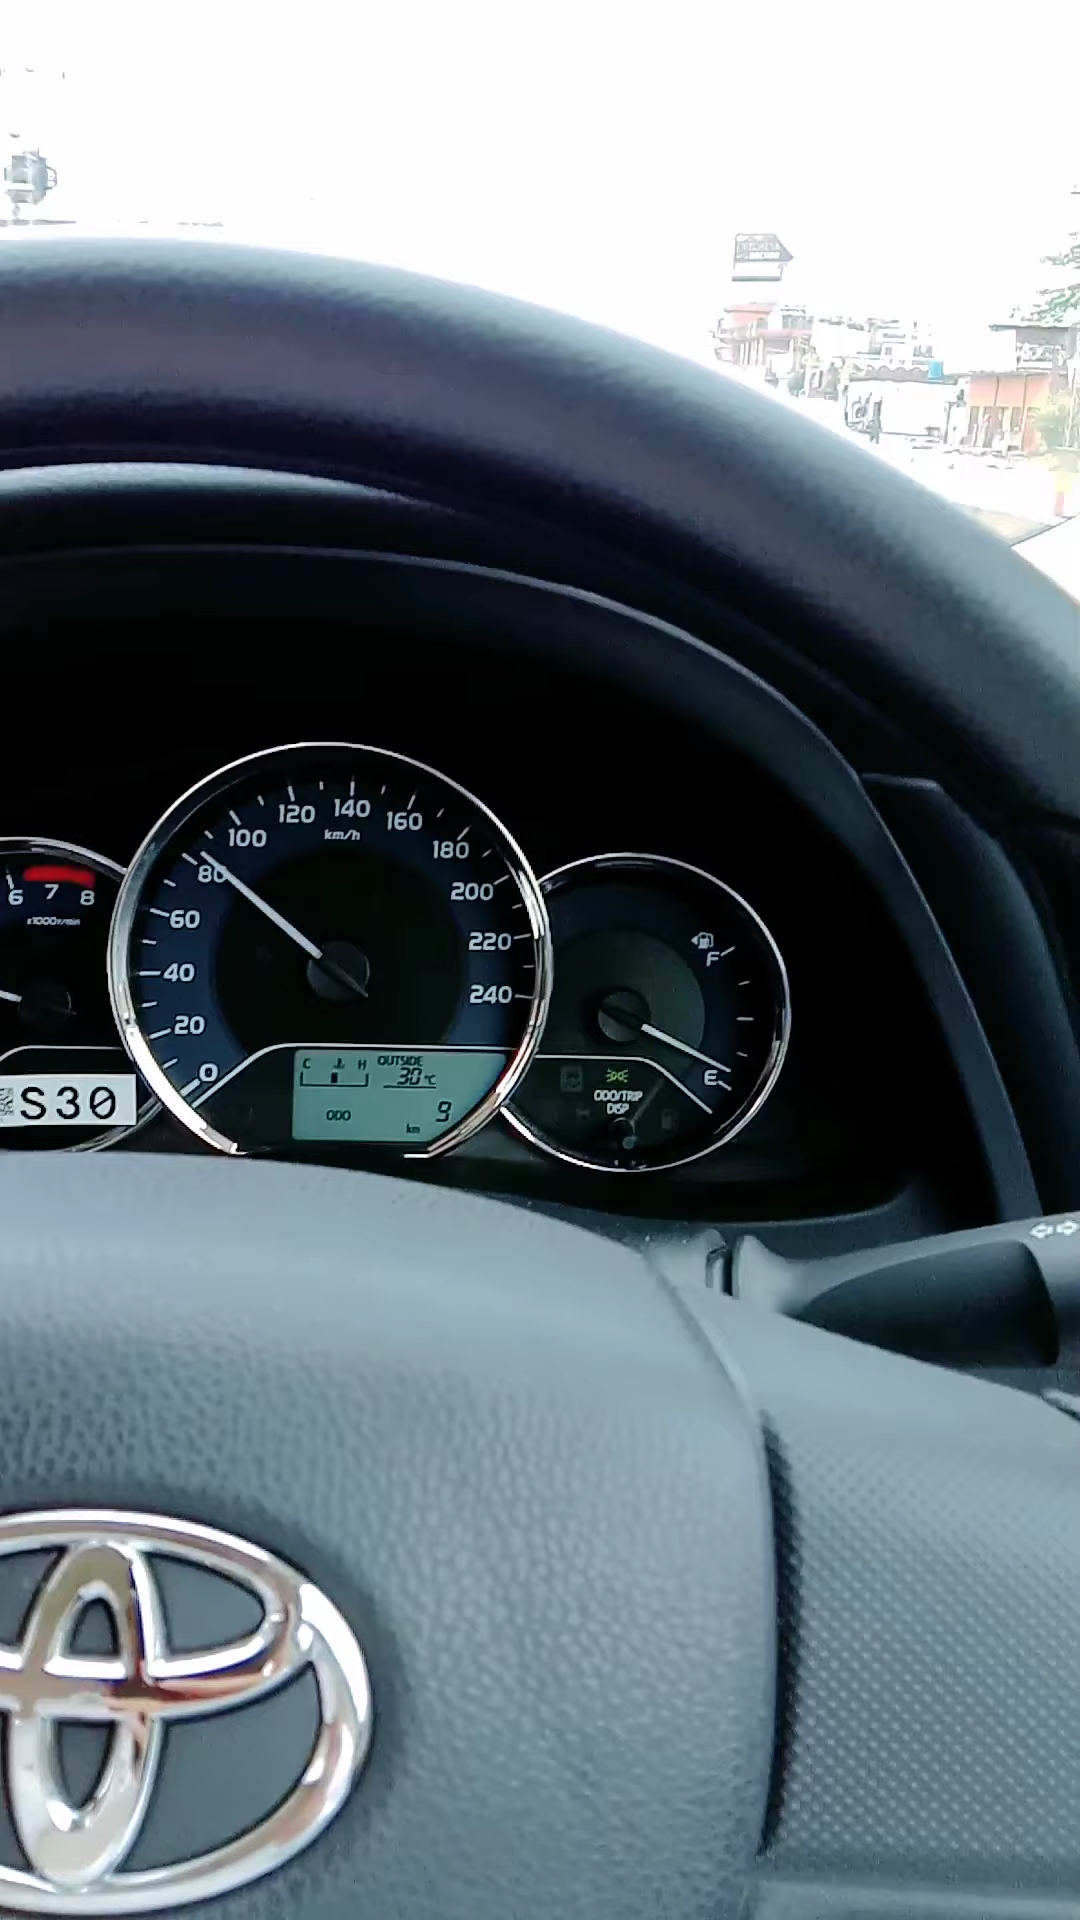 120 140 160
100 km/h 180
80 200
60 220
40 240
20
0
6 7 8
x1000r/min
S30
C H OUTSIDE
30°C
ODO 9
km
F
E
ODO/TRIP
DISP